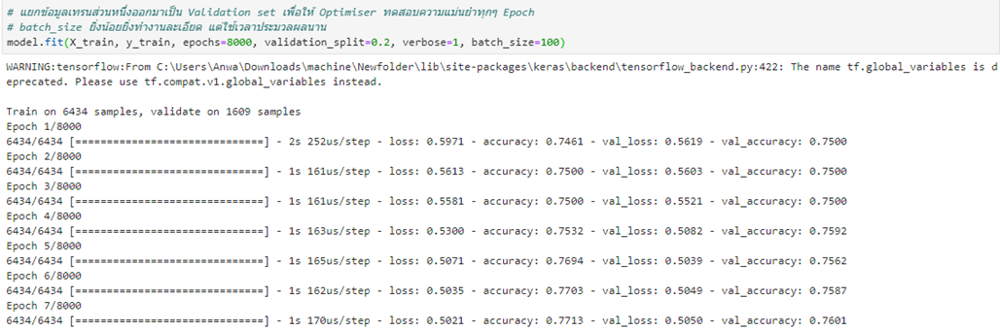 # แยกข้อมูลเทรนส่วนหนึ่งออกมาเป็น Validation set เพื่อให้ Optimiser ทดสอบความแม่นยำทุกๆ Epoch
# batch_size ยิ่งน้อยยิ่งทำงานละเอียด แต่ใช้เวลาประมวลผลนาน
model.fit(X_train, y_train, epochs=8000, validation_split=0.2, verbose=1, batch_size=100)
WARNING:tensorflow:From C:\Users\Anwa\Downloads\machine\Newfolder\lib\site-packages\keras\backend\tensorflow_backend.py:422: The name tf.global_variables is d
eprecated. Please use tf.compat.v1.global_variables instead.
Train on 6434 samples, validate on 1609 samples
Epoch 1/8000
6434/6434 [==============================] - 2s 252us/step - loss: 0.5971 - accuracy: 0.7461 - val_loss: 0.5619 - val_accuracy: 0.7500
Epoch 2/8000
6434/6434 [==============================] - 1s 161us/step - loss: 0.5613 - accuracy: 0.7500 - val_loss: 0.5603 - val_accuracy: 0.7500
Epoch 3/8000
6434/6434 [==============================] - 1s 161us/step - loss: 0.5581 - accuracy: 0.7500 - val_loss: 0.5521 - val_accuracy: 0.7500
Epoch 4/8000
6434/6434 [==============================] - 1s 163us/step - loss: 0.5300 - accuracy: 0.7532 - val_loss: 0.5082 - val_accuracy: 0.7592
Epoch 5/8000
6434/6434 [==============================] - 1s 165us/step - loss: 0.5071 - accuracy: 0.7694 - val_loss: 0.5039 - val_accuracy: 0.7562
Epoch 6/8000
6434/6434 [==============================] - 1s 162us/step - loss: 0.5035 - accuracy: 0.7703 - val_loss: 0.5049 - val_accuracy: 0.7587
Epoch 7/8000
6434/6434 [==============================] - 1s 170us/step - loss: 0.5021 - accuracy: 0.7713 - val_loss: 0.5050 - val_accuracy: 0.7601